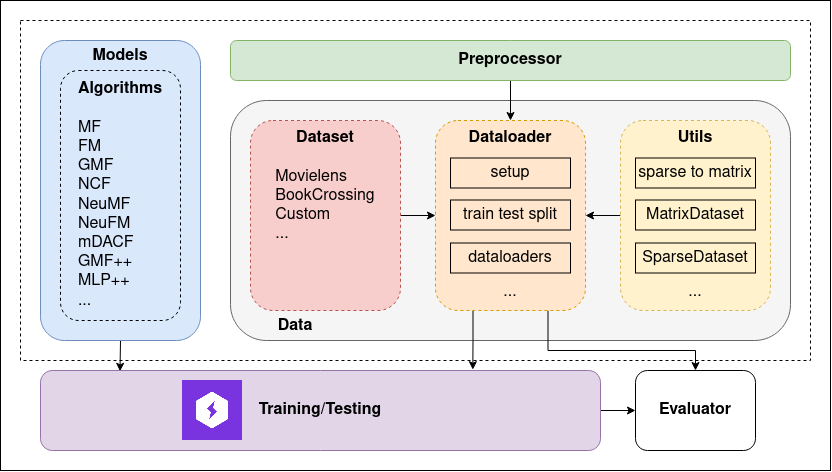 Models
Algorithms
MF
FM
GMF
NCF
NeuMF
NeuFM
mDACF
GMF++
MLP++
...
Preprocessor
Dataset
Movielens
BookCrossing
Custom
...
Dataloader
setup
train test split
dataloaders
...
Utils
sparse to matrix
MatrixDataset
SparseDataset
...
Data
Training/Testing
Evaluator